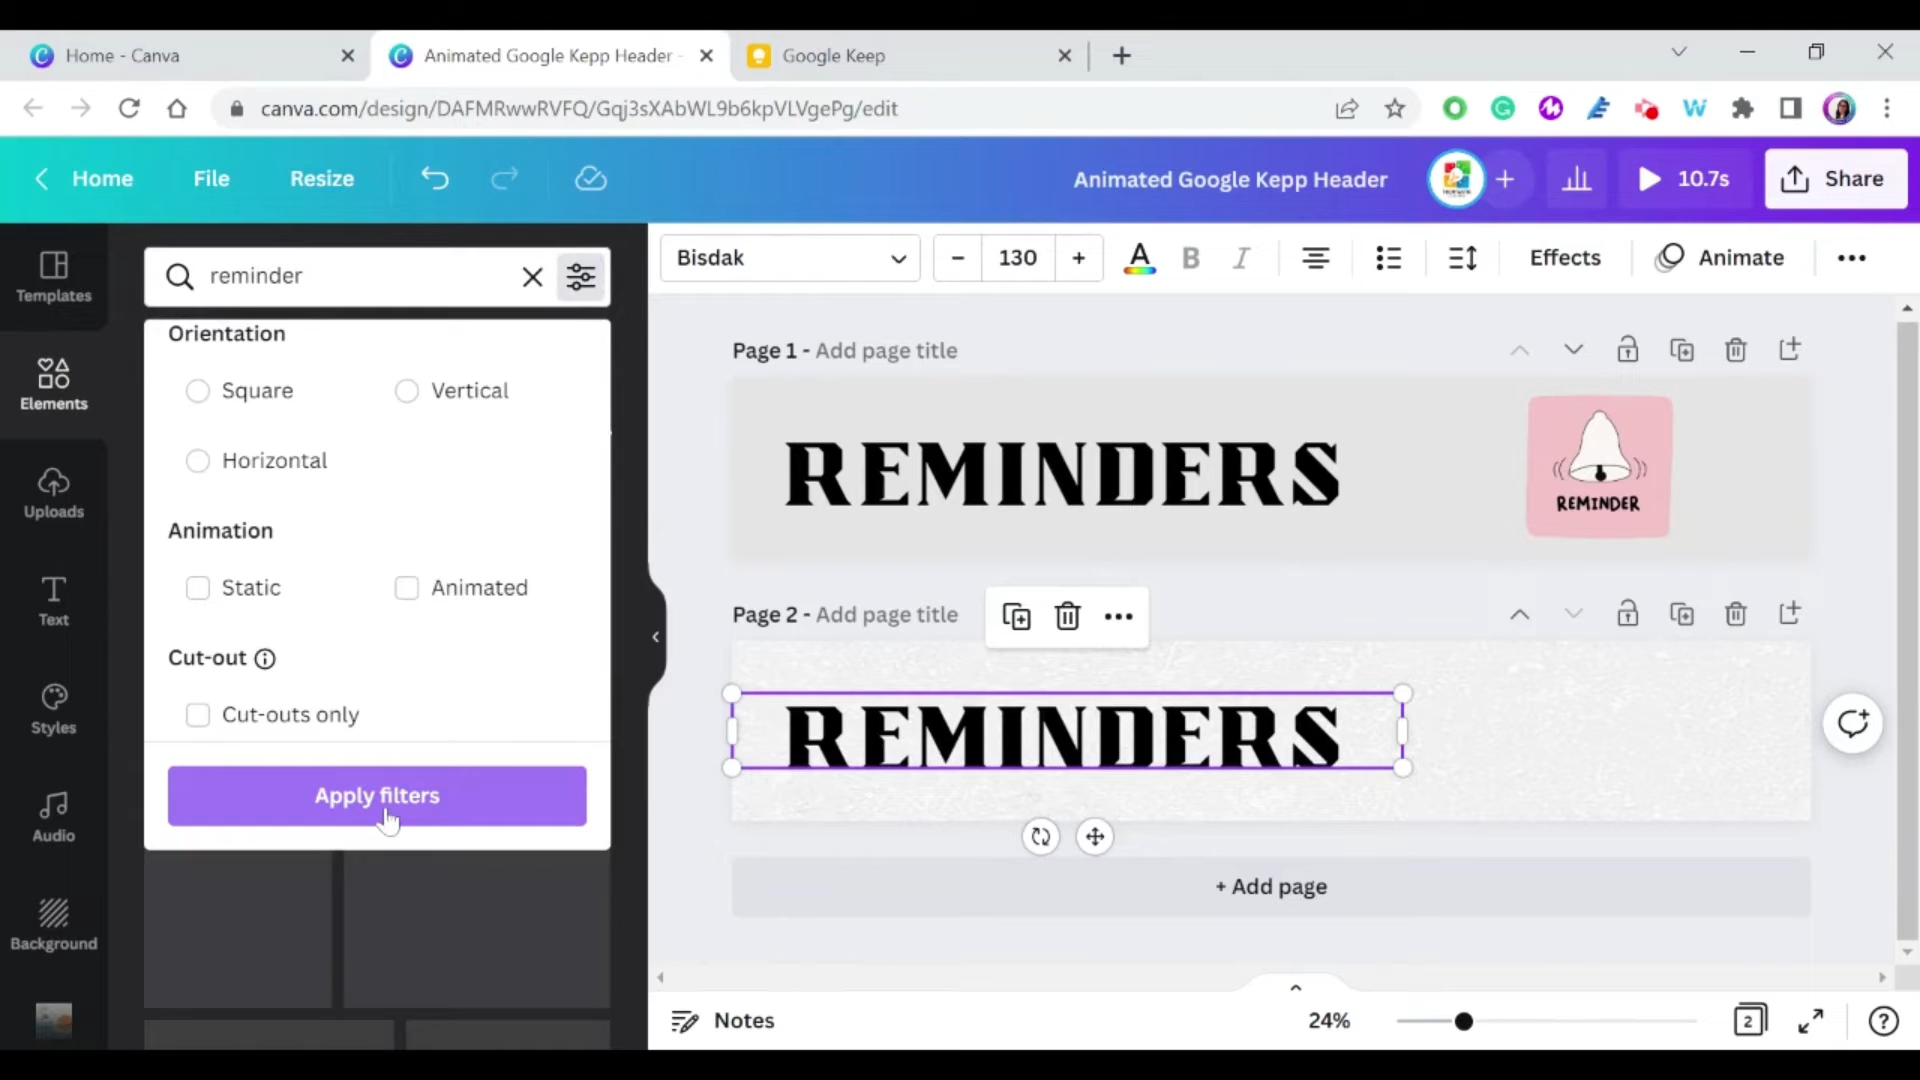 Home - Canva
Animated Google Kepp Header -
Google Keep
canva.com/design/DAFMRwwRVFQ/Gqj3sXAbWL9b6kpVLVgePg/edit
Home
File
Resize
Animated Google Kepp Header
10.7s
Share
Templates
Elements
Uploads
Text
Styles
Audio
Background
reminder
Orientation
Square
Vertical
Horizontal
Animation
Static
Animated
Cut-out
Cut-outs only
Apply filters
Bisdak
130
A
B
I
Effects
Animate
Page 1 - Add page title
REMINDERS
REMINDER
Page 2 - Add page title
REMINDERS
+ Add page
Notes
24%
2